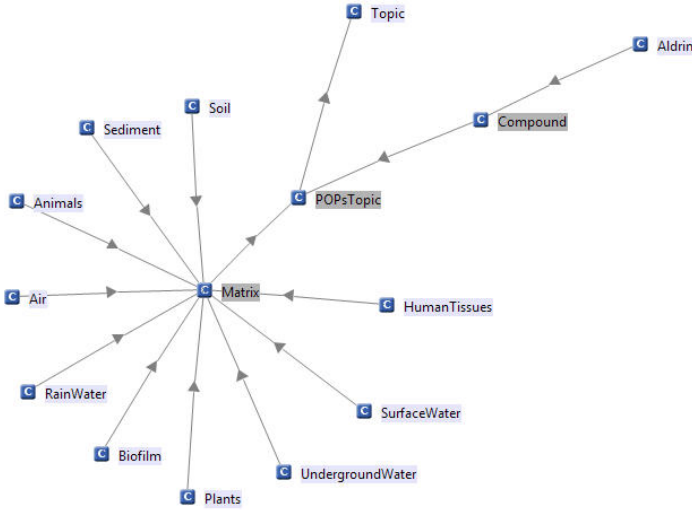 Topic
Aldrin
Soil
Compound
Sediment
POPsTopic
Animals
Matrix
Air
HumanTissues
RainWater
SurfaceWater
Biofilm
UndergroundWater
Plants